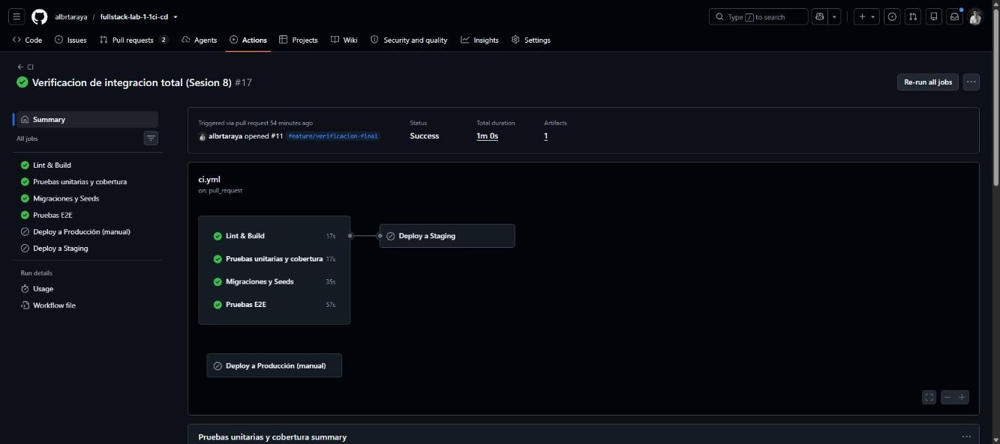 albrtaraya / fullstack-lab-1-1ci-cd
Type / to search
Code Issues Pull requests 2 Agents Actions Projects Wiki Security and quality Insights Settings
← CI
Verificacion de integracion total (Sesion 8) #17
Re-run all jobs
Summary
All jobs
Lint & Build
Pruebas unitarias y cobertura
Migraciones y Seeds
Pruebas E2E
Deploy a Producción (manual)
Deploy a Staging
Run details
Usage
Workflow file
Triggered via pull request 54 minutes ago
albrtaraya opened #11 feature/verificacion-final
Status
Success
Total duration
1m 0s
Artifacts
1
ci.yml
on: pull_request
Lint & Build 17s
Pruebas unitarias y cobertura 17s
Migraciones y Seeds 35s
Pruebas E2E 57s
Deploy a Staging
Deploy a Producción (manual)
Pruebas unitarias y cobertura summary